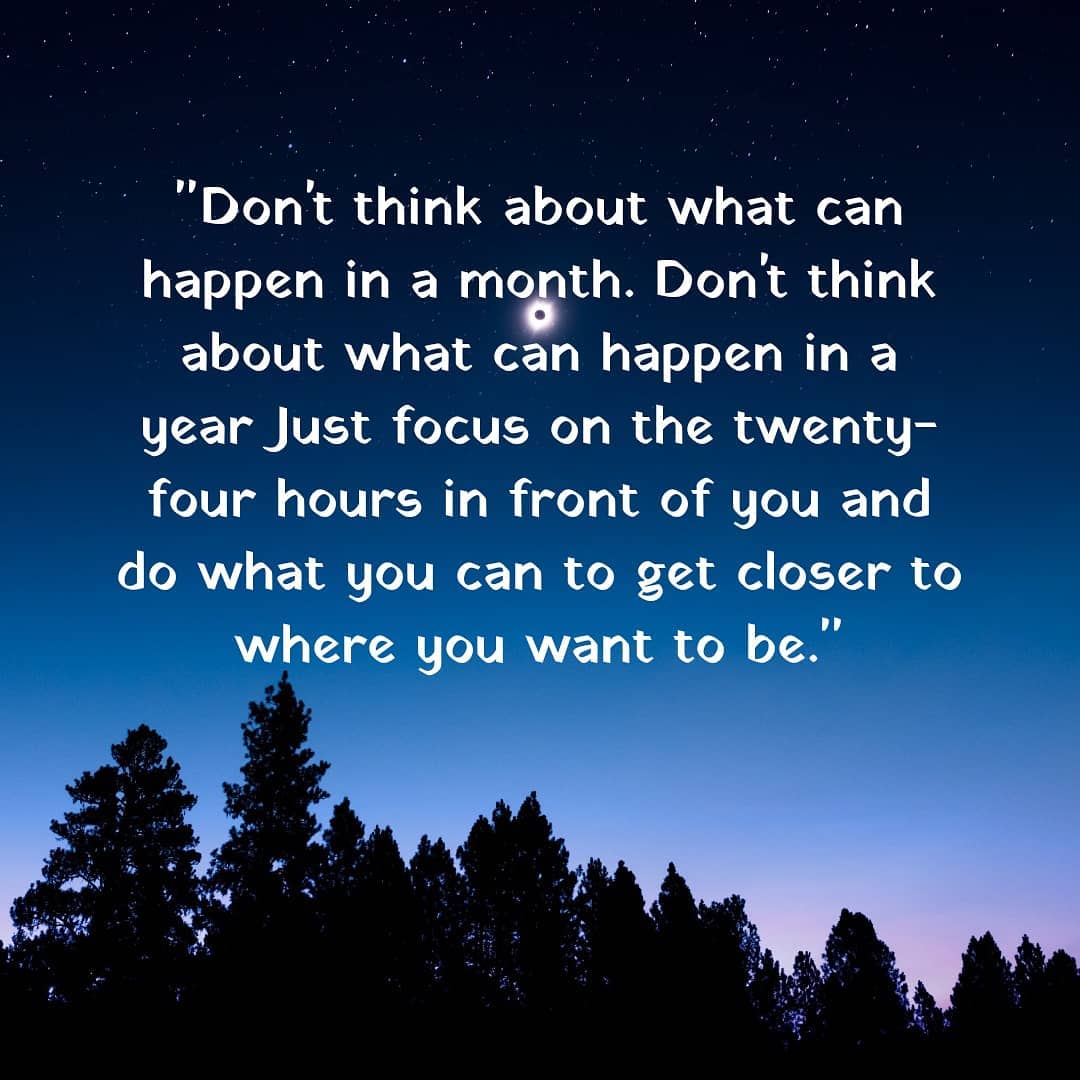 "Don't think about what can
happen in a month. Don't think
about what can happen in a
year Just focus on the twenty-
four hours in front of you and
do what you can to get closer to
where you want to be."